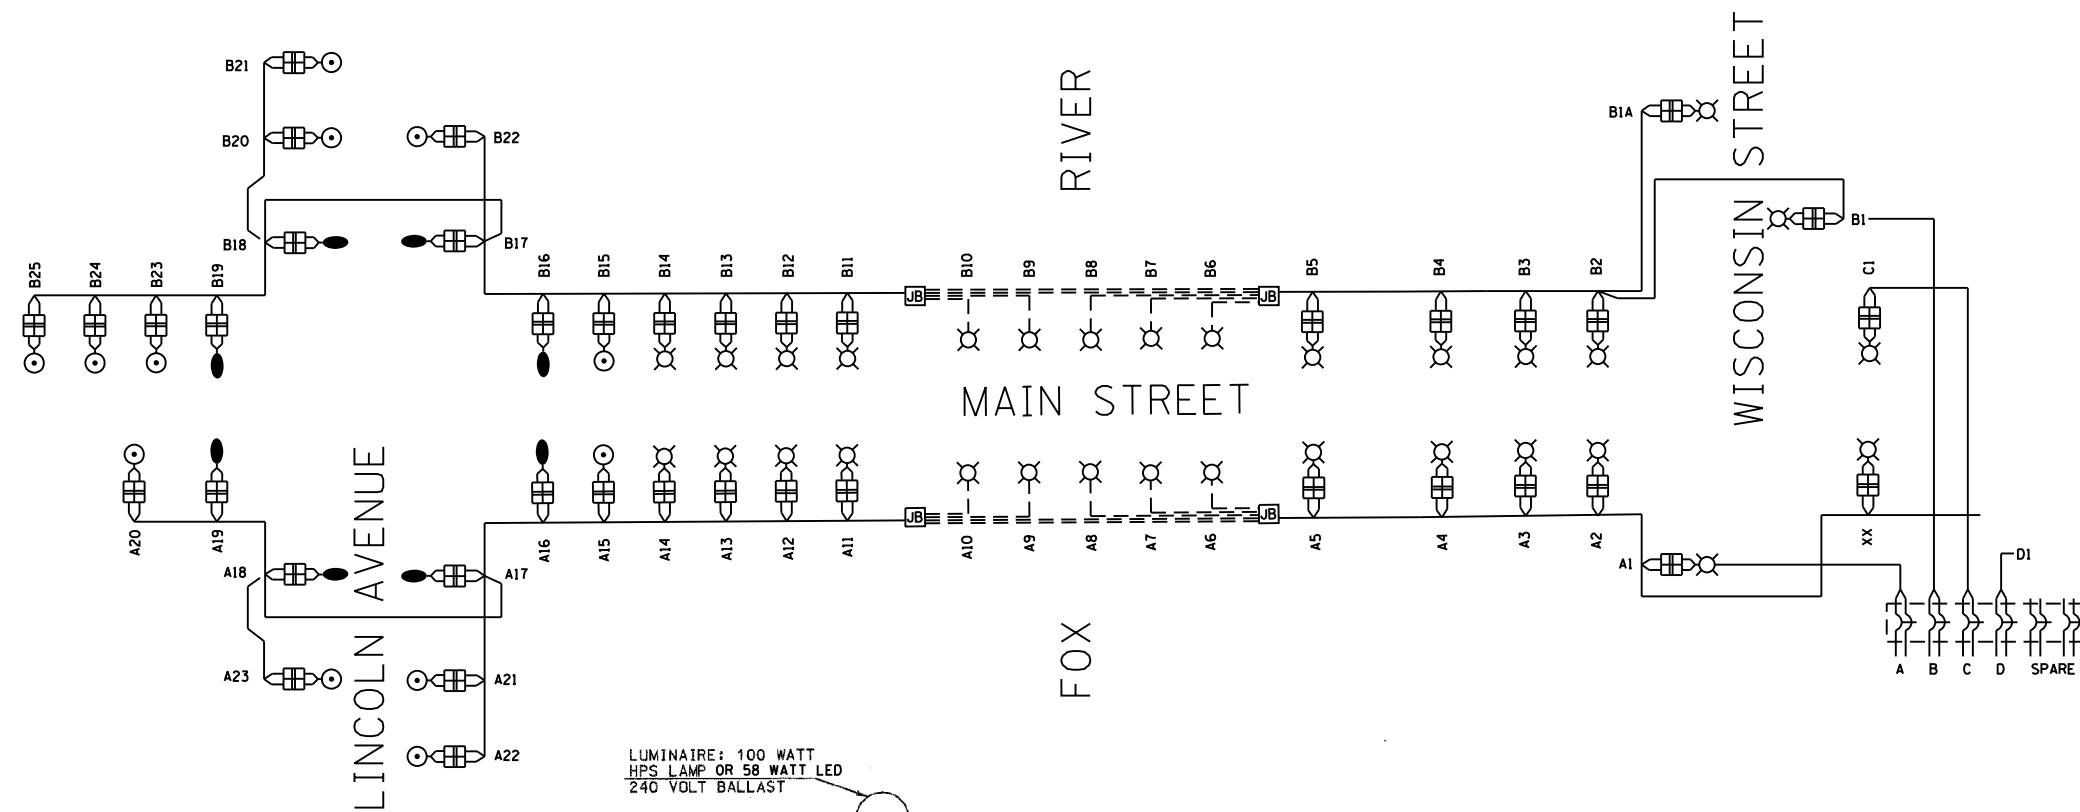 B21
B20
B22
B18
B17
B25
B24
B23
B19
B16
B15
B14
B13
B12
B11
JB
B10
B9
B8
B7
B6
JB
B5
B4
B3
B2
B1A
B1
C1
RIVER
WISCONSIN STREET
MAIN STREET
A20
A19
A18
A17
A23
A21
A22
LINCOLN AVENUE
A16
A15
A14
A13
A12
A11
JB
A10
A9
A8
A7
A6
JB
A5
A4
A3
A2
A1
XX
D1
FOX
A B C D SPARE
LUMINAIRE: 100 WATT
HPS LAMP OR 58 WATT LED
240 VOLT BALLAST